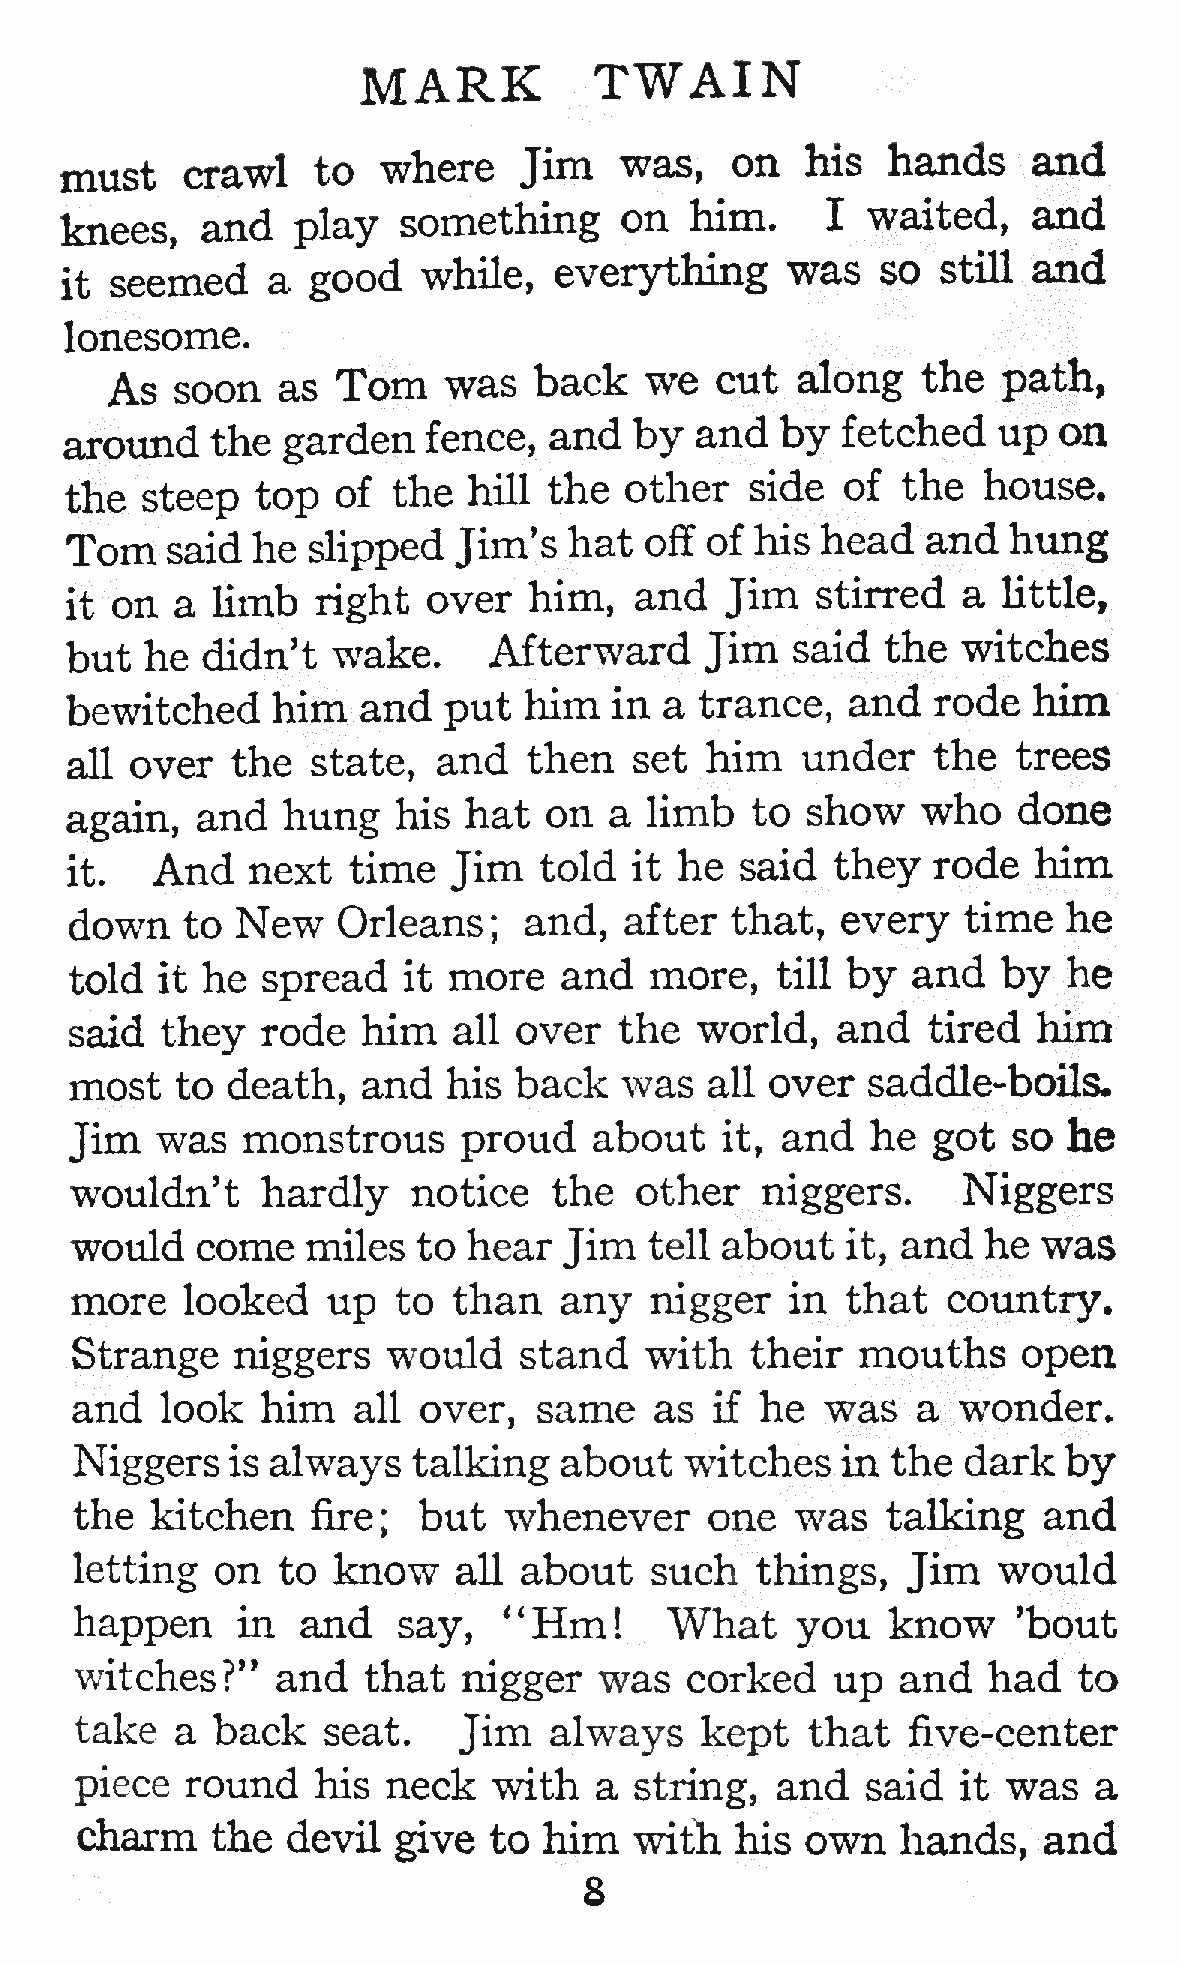 MARK TWAIN
must crawl to where Jim was, on his hands and
knees, and play something on him. I waited, and
it seemed a good while, everything was so still and
lonesome.
As soon as Tom was back we cut along the path,
around the garden fence, and by and by fetched up on
the steep top of the hill the other side of the house.
Tom said he slipped Jim's hat off of his head and hung
it on a limb right over him, and Jim stirred a little,
but he didn't wake. Afterward Jim said the witches
bewitched him and put him in a trance, and rode him
all over the state, and then set him under the trees
again, and hung his hat on a limb to show who done
it. And next time Jim told it he said they rode him
down to New Orleans; and, after that, every time he
told it he spread it more and more, till by and by he
said they rode him all over the world, and tired him
most to death, and his back was all over saddle-boils.
Jim was monstrous proud about it, and he got so he
wouldn't hardly notice the other niggers. Niggers
would come miles to hear Jim tell about it, and he was
more looked up to than any nigger in that country.
Strange niggers would stand with their mouths open
and look him all over, same as if he was a wonder.
Niggers is always talking about witches in the dark by
the kitchen fire; but whenever one was talking and
letting on to know all about such things, Jim would
happen in and say, "Hm! What you know 'bout
witches?" and that nigger was corked up and had to
take a back seat. Jim always kept that five-center
piece round his neck with a string, and said it was a
charm the devil give to him with his own hands, and
8